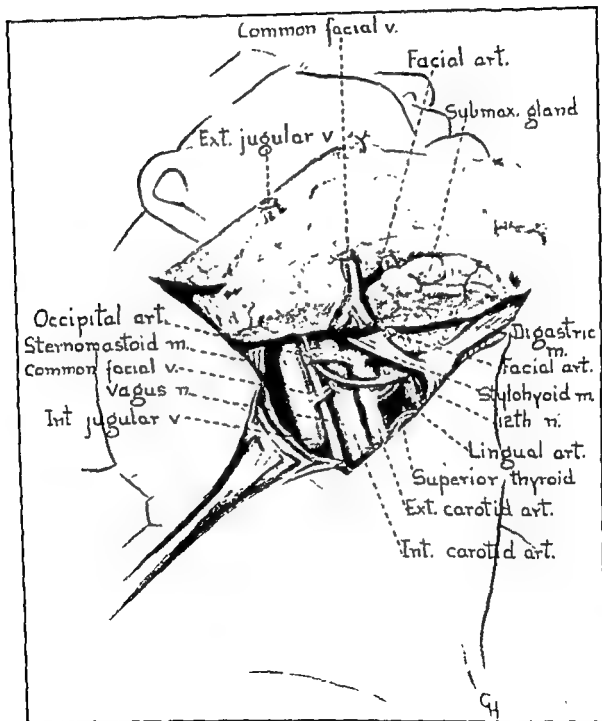 Common facial v.
Facial art.
Submax. gland
Ext. jugular v
Occipital art.
Sternomastoid m.
Common facial v.
Vagus n.
Int jugular v
Digastric
m.
Facial art.
Stylohyoid m
12th n.
Lingual art.
Superior thyroid
Ext. carotid art.
Int. carotid art.
CH